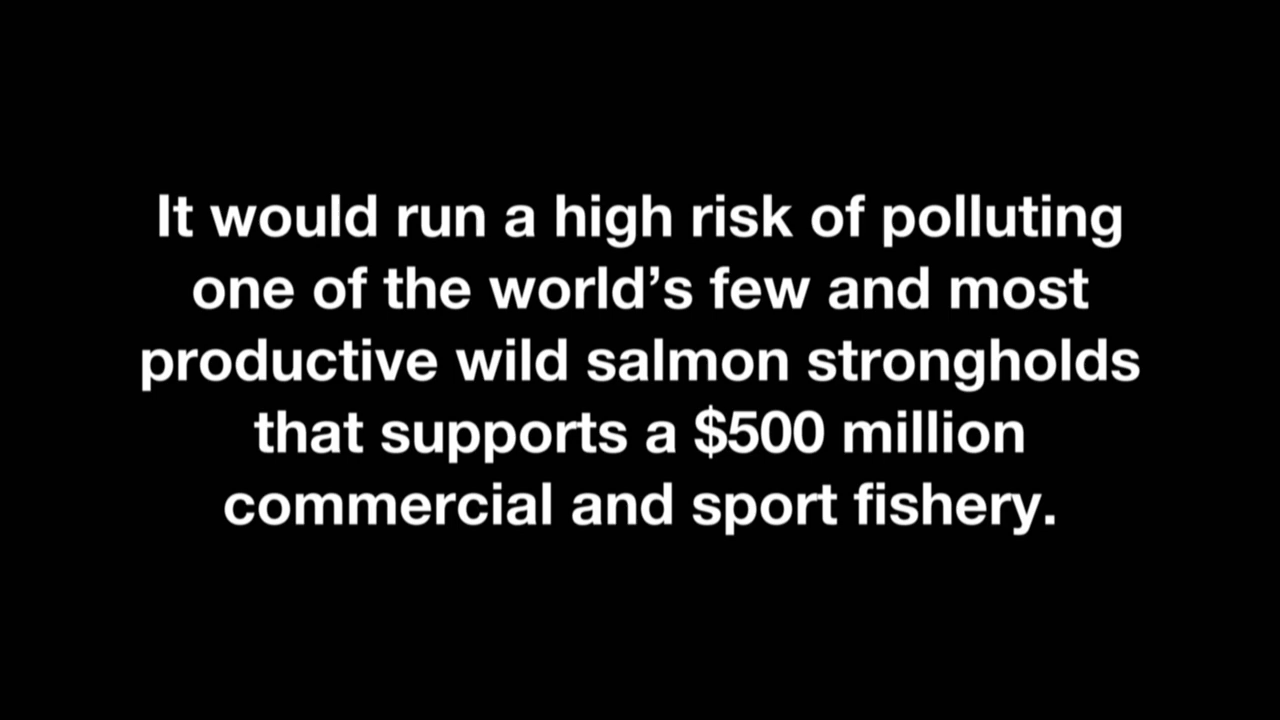 It would run a high risk of polluting
one of the world’s few and most
productive wild salmon strongholds
that supports a $500 million
commercial and sport fishery.